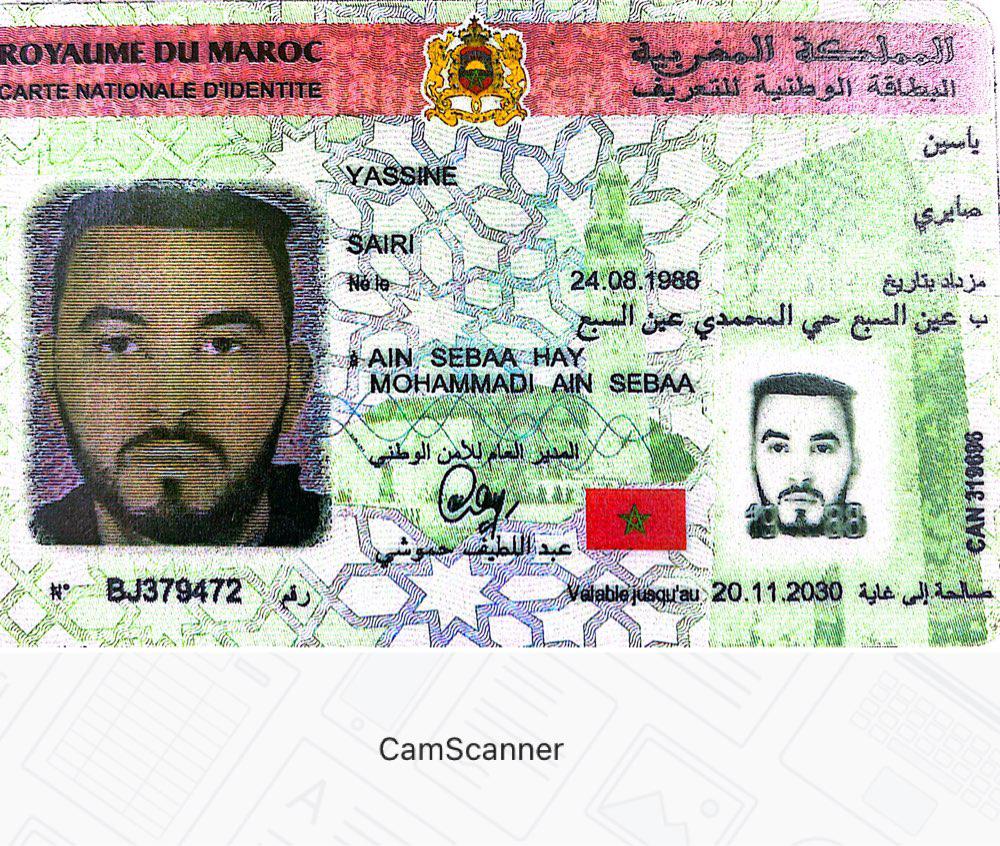 ROYAUME DU MAROC
المملكة المغربية
CARTE NATIONALE D'IDENTITE
البطاقة الوطنية للتعريف
ياسين
YASSINE
صايري
SAIRI
Né le 24.08.1988 مزداد بتاريخ
ب عين السبع حي المحمدي عين السبع
à AIN SEBAA HAY
MOHAMMADI AIN SEBAA
المدير العام للأمن الوطني
عبد اللطيف حموشي
N° BJ379472 رقم
Valable jusqu'au 20.11.2030 صالحة إلى غاية
CamScanner